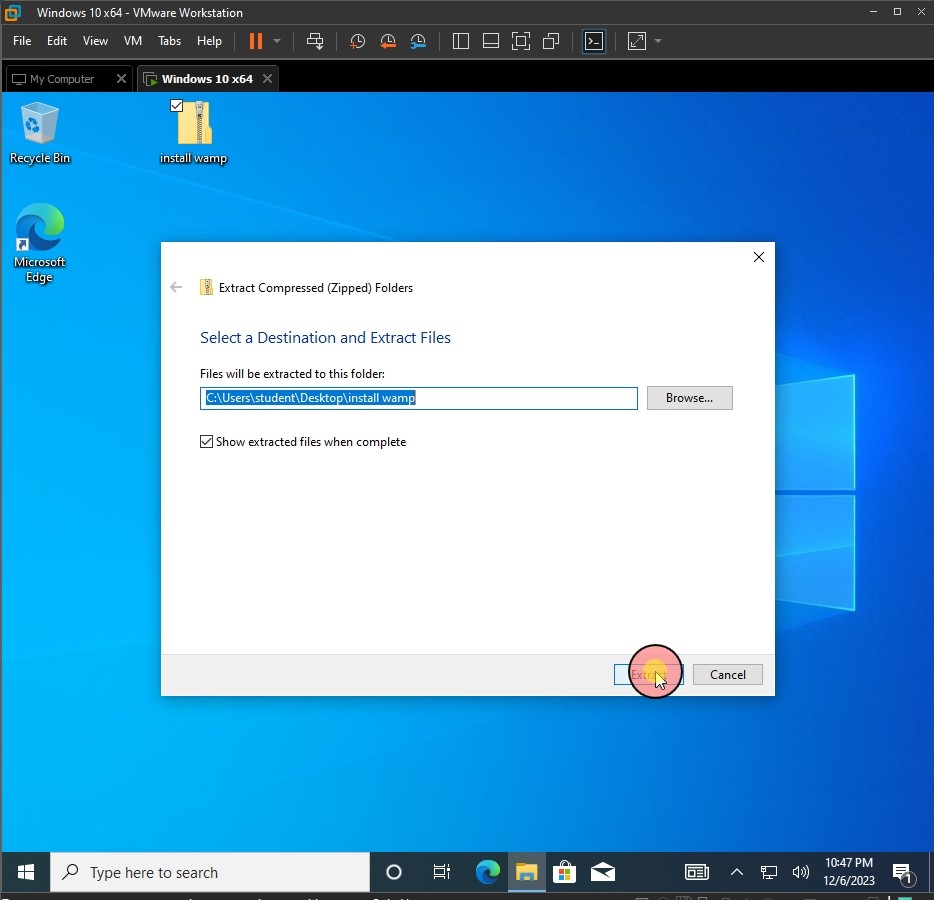 Windows 10 x64 - VMware Workstation
File Edit View VM Tabs Help
My Computer
Windows 10 x64
Recycle Bin
install wamp
Microsoft
Edge
Extract Compressed (Zipped) Folders
Select a Destination and Extract Files
Files will be extracted to this folder:
C:\Users\student\Desktop\install wamp
Browse...
Show extracted files when complete
Extract
Cancel
Type here to search
10:47 PM
12/6/2023
1